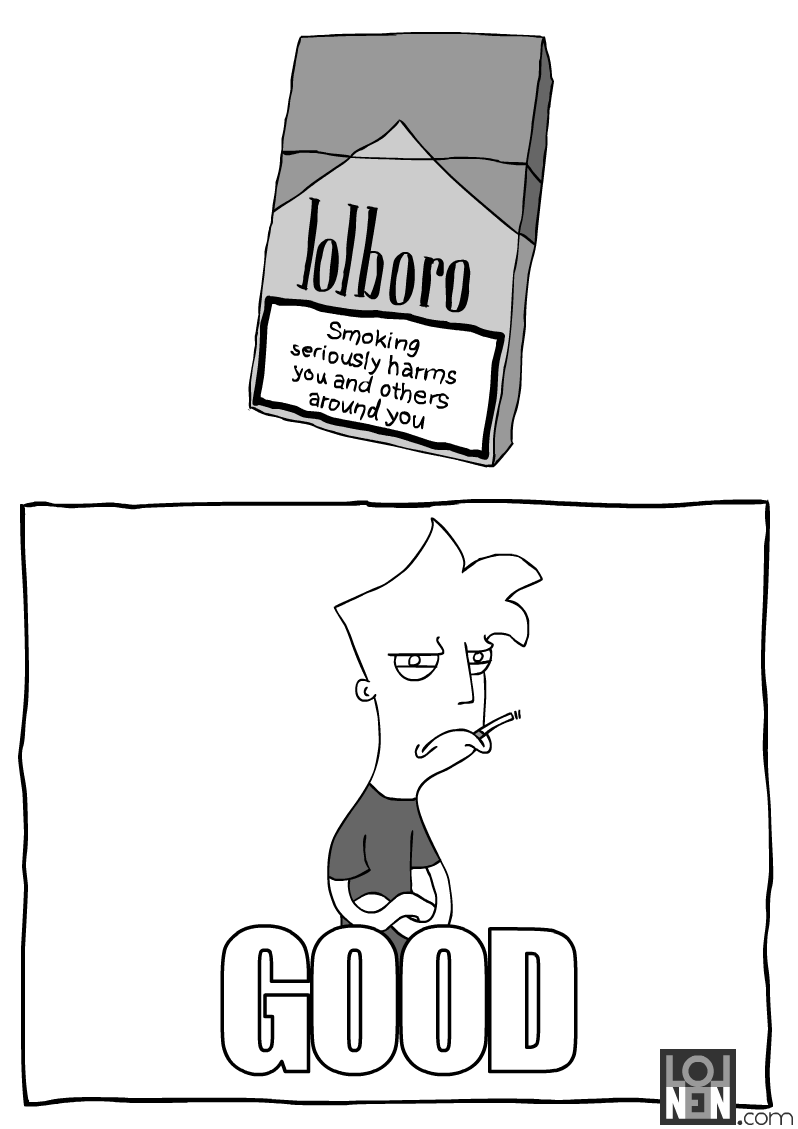 lolboro
Smoking
seriously harms
you and others
around you
GOOD
LOL
NEN.com